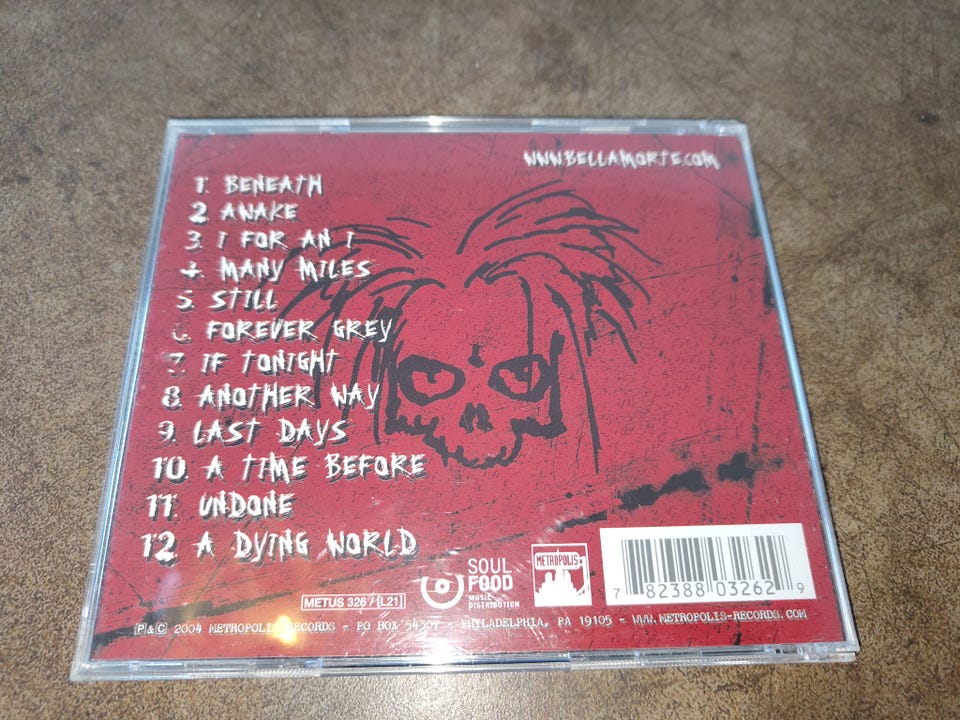 WWW.BELLAMORTE.COM
1. BENEATH
2. AWAKE
3. I FOR AN I
4. MANY MILES
5. STILL
6. FOREVER GREY
7. IF TONIGHT
8. ANOTHER WAY
9. LAST DAYS
10. A TIME BEFORE
11. UNDONE
12. A DYING WORLD
METUS 326 / [L21]
SOUL
FOOD
MUSIC
DISTRIBUTION
METROPOLIS
7 82388 03262 9
P&C 2004 METROPOLIS RECORDS - PO BOX 54307 - PHILADELPHIA, PA 19105 - WWW.METROPOLIS-RECORDS.COM